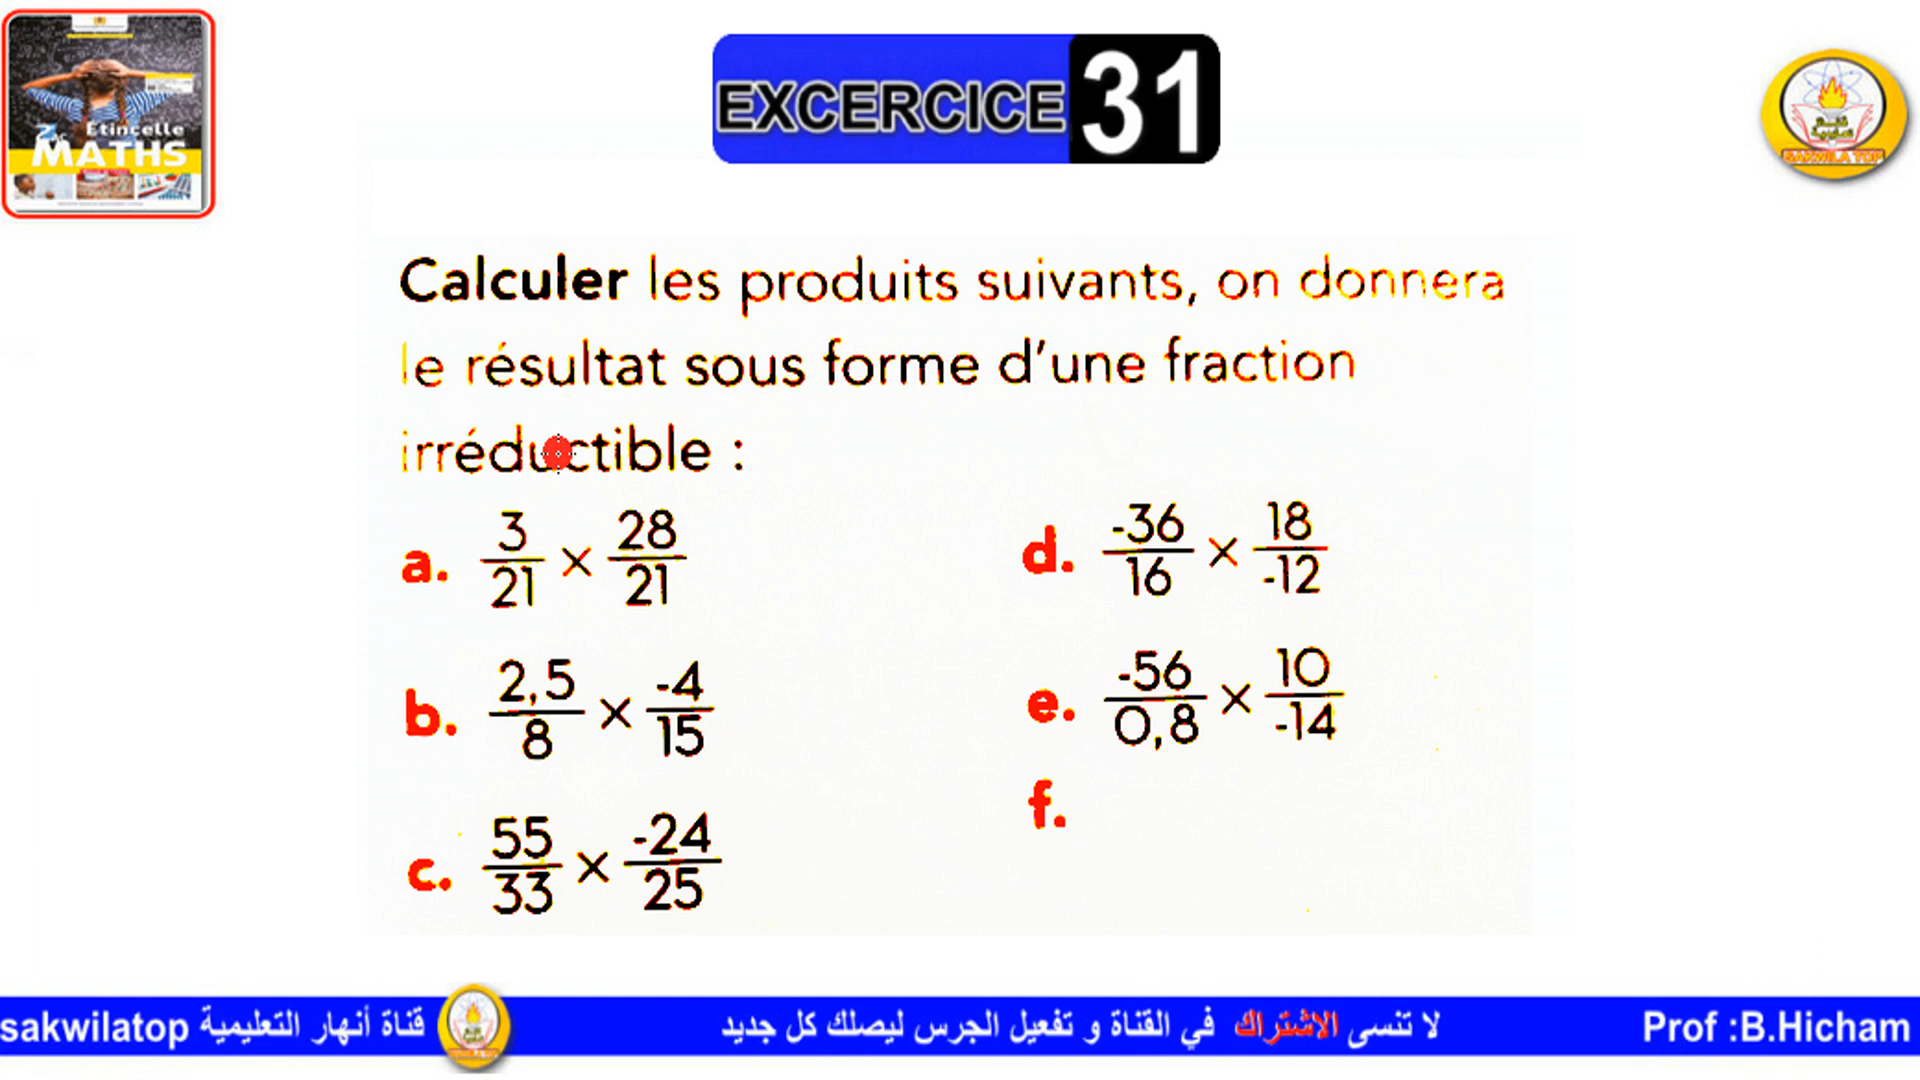 Etincelle
MATHS
EXCERCICE 31
SAKWILA TOP
Calculer les produits suivants, on donnera
le résultat sous forme d'une fraction
irréductible :
a. 3/21 × 28/21
b. 2,5/8 × -4/15
c. 55/33 × -24/25
d. -36/16 × 18/-12
e. -56/0,8 × 10/-14
f.
sakwilatop قناة أنهار التعليمية
لا تنسى الاشتراك في القناة و تفعيل الجرس ليصلك كل جديد
Prof :B.Hicham